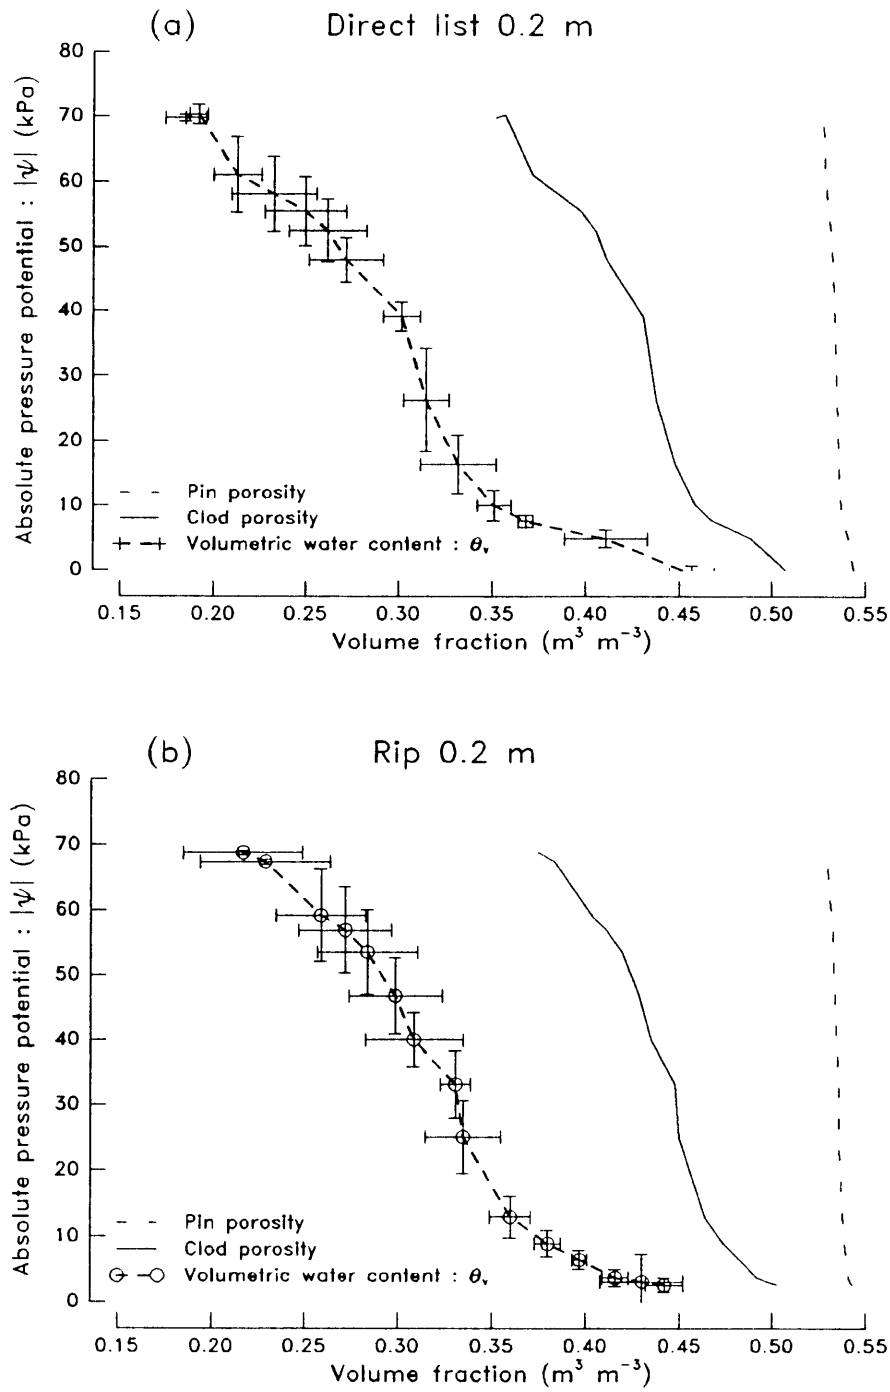 (a) Direct list 0.2 m
80
70
60
50
40
30
20
10
0
Absolute pressure potential : |ψ| (kPa)
Pin porosity
Clod porosity
Volumetric water content : θᵥ
0.15 0.20 0.25 0.30 0.35 0.40 0.45 0.50 0.55
Volume fraction (m³ m⁻³)
(b) Rip 0.2 m
80
70
60
50
40
30
20
10
0
Absolute pressure potential : |ψ| (kPa)
Pin porosity
Clod porosity
Volumetric water content : θᵥ
0.15 0.20 0.25 0.30 0.35 0.40 0.45 0.50 0.55
Volume fraction (m³ m⁻³)